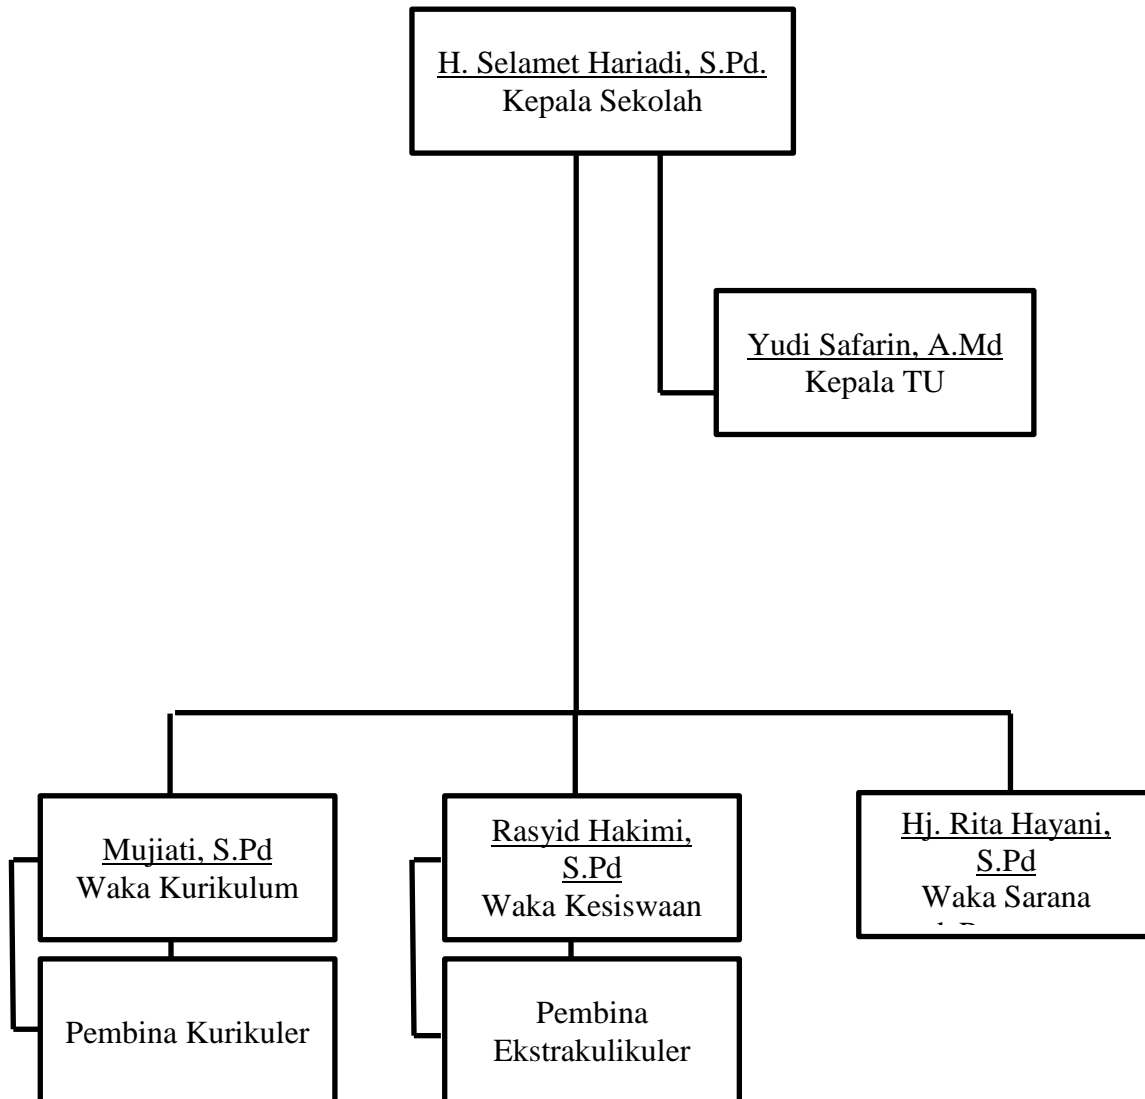 H. Selamet Hariadi, S.Pd.
Kepala Sekolah
Yudi Safarin, A.Md
Kepala TU
Mujiati, S.Pd
Waka Kurikulum
Rasyid Hakimi,
S.Pd
Waka Kesiswaan
Hj. Rita Hayani,
S.Pd
Waka Sarana
Pembina Kurikuler
Pembina
Ekstrakulikuler